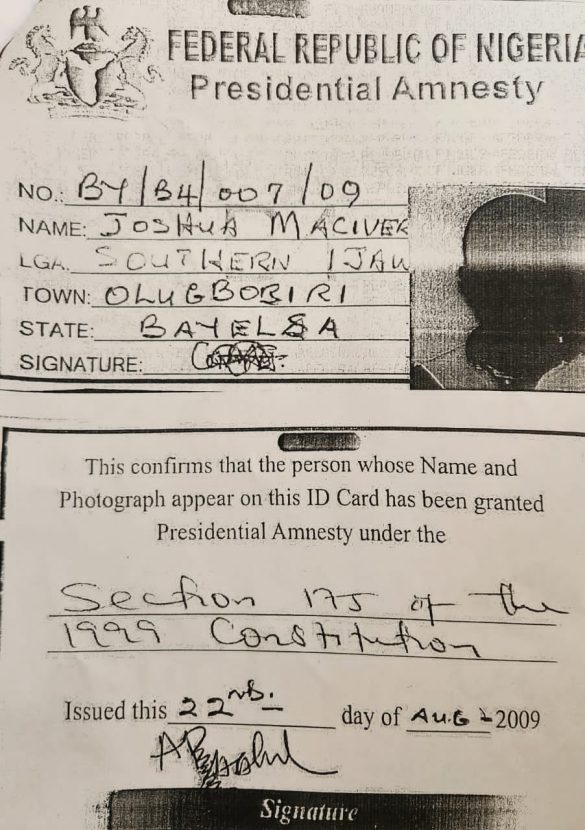 FEDERAL REPUBLIC OF NIGERIA
Presidential Amnesty
NO.: BY/B4/007/09
NAME: JOSHUA MACIVER
LGA. SOUTHERN IJAW
TOWN: OLUGBOBIRI
STATE: BAYELSA
SIGNATURE:
This confirms that the person whose Name and
Photograph appear on this ID Card has been granted
Presidential Amnesty under the
Section 175 of the
1999 Constitution
Issued this 22nd. day of AUG 2009
Signature